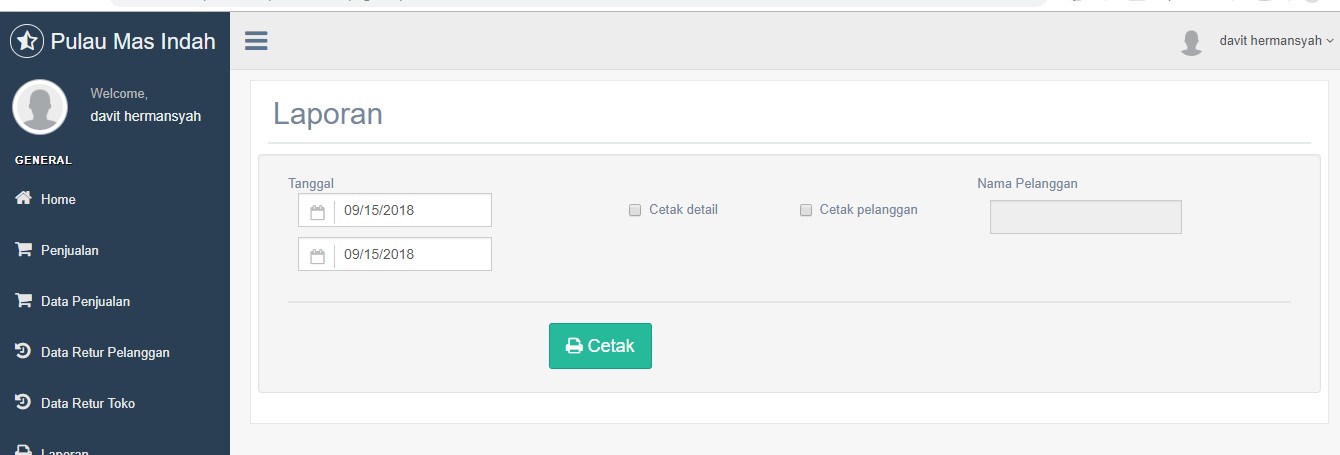 Pulau Mas Indah
davit hermansyah
Welcome,
davit hermansyah
GENERAL
Home
Penjualan
Data Penjualan
Data Retur Pelanggan
Data Retur Toko
Laporan
Laporan
Tanggal
09/15/2018
09/15/2018
Cetak detail
Cetak pelanggan
Nama Pelanggan
Cetak